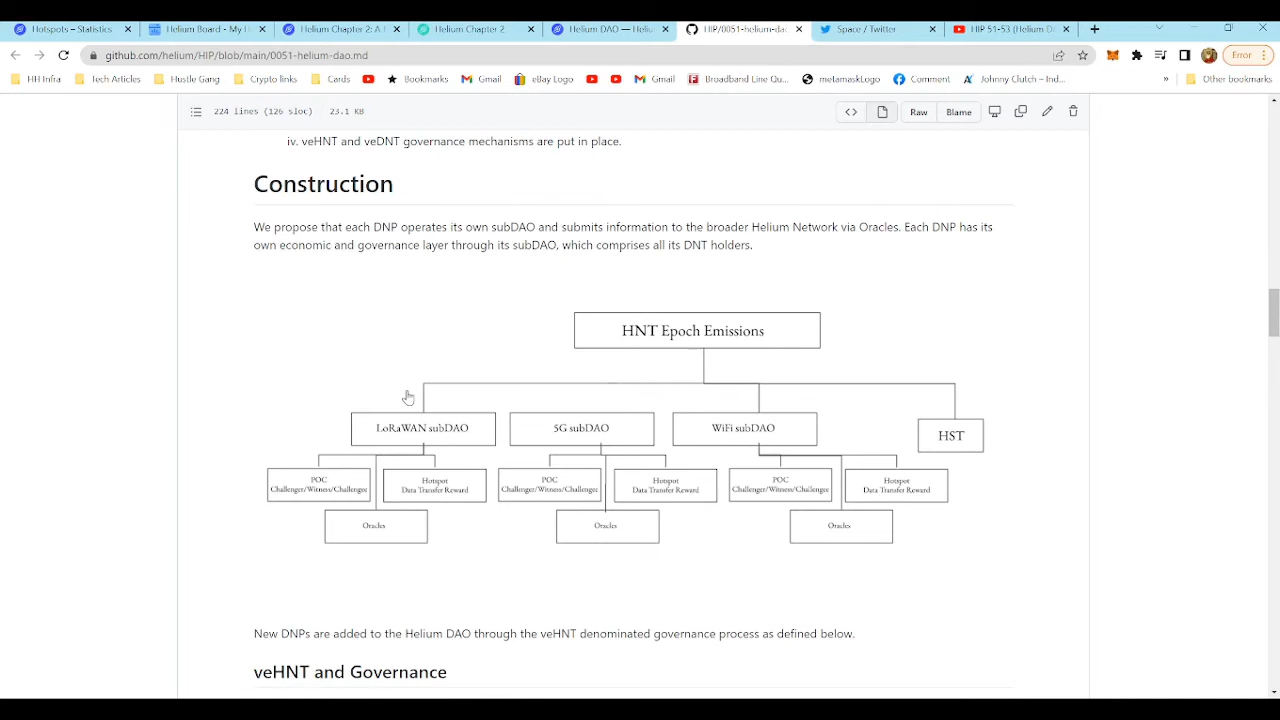 Hotspots – Statistics
Helium Board - My H
Helium Chapter 2: A
Helium Chapter 2
Helium DAO — Heliu
HIP/0051-helium-dao
Space / Twitter
HIP 51-53 (Helium D
github.com/helium/HIP/blob/main/0051-helium-dao.md
Error
HH Infra
Tech Articles
Hustle Gang
Crypto links
Cards
Bookmarks
Gmail
eBay Logo
Gmail
Broadband Line Qu...
metamaskLogo
Comment
Johnny Clutch – Ind...
»
Other bookmarks
224 lines (126 sloc) 23.1 KB
Raw
Blame
iv. veHNT and veDNT governance mechanisms are put in place.
Construction
We propose that each DNP operates its own subDAO and submits information to the broader Helium Network via Oracles. Each DNP has its
own economic and governance layer through its subDAO, which comprises all its DNT holders.
HNT Epoch Emissions
LoRaWAN subDAO
5G subDAO
WiFi subDAO
HST
POC
Challenger/Witness/Challengee
Hotspot
Data Transfer Reward
POC
Challenger/Witness/Challengee
Hotspot
Data Transfer Reward
POC
Challenger/Witness/Challengee
Hotspot
Data Transfer Reward
Oracles
Oracles
Oracles
New DNPs are added to the Helium DAO through the veHNT denominated governance process as defined below.
veHNT and Governance